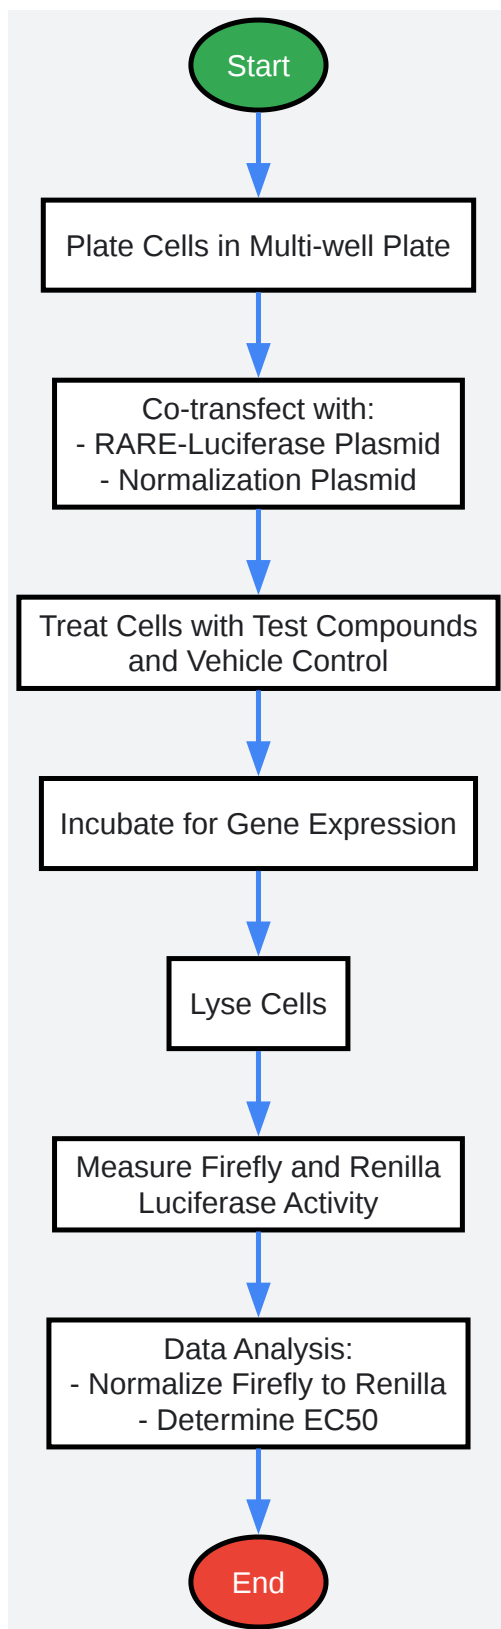 Start
Plate Cells in Multi-well Plate
Co-transfect with:
- RARE-Luciferase Plasmid
- Normalization Plasmid
Treat Cells with Test Compounds
and Vehicle Control
Incubate for Gene Expression
Lyse Cells
Measure Firefly and Renilla
Luciferase Activity
Data Analysis:
- Normalize Firefly to Renilla
- Determine EC50
End